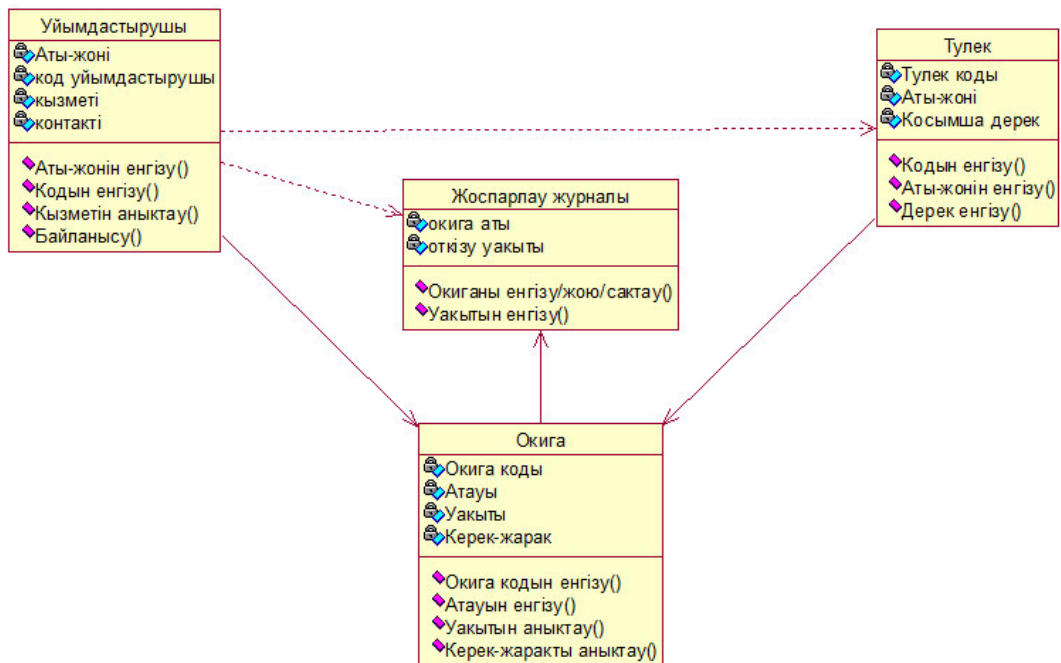 Уйымдастырушы
Аты-жоні
код уйымдастырушы
кызметі
контакті
Аты-жонін енгізу()
Кодын енгізу()
Кызметін аныктау()
Байланысу()
Тулек
Тулек коды
Аты-жоні
Косымша дерек
Кодын енгізу()
Аты-жонін енгізу()
Дерек енгізу()
Жоспарлау журналы
окига аты
откізу уакыты
Окиганы енгізу/жою/сактау()
Уакытын енгізу()
Окига
Окига коды
Атауы
Уакыты
Керек-жарак
Окига кодын енгізу()
Атауын енгізу()
Уакытын аныктау()
Керек-жаракты аныктау()